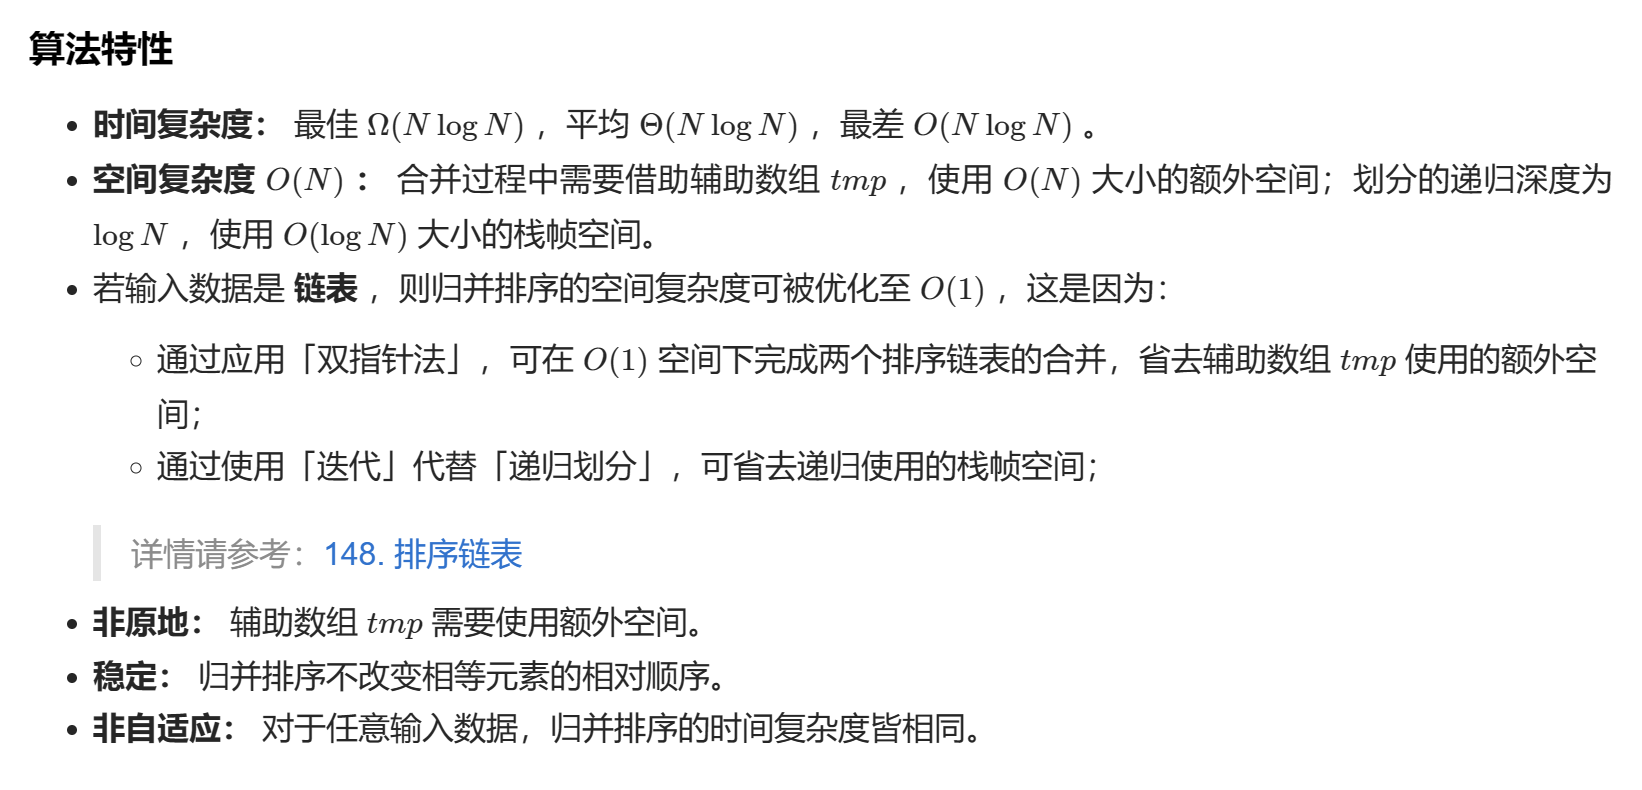 算法特性
时间复杂度： 最佳 Ω(N log N) ，平均 Θ(N log N) ，最差 O(N log N) 。
空间复杂度 O(N) ： 合并过程中需要借助辅助数组 tmp ，使用 O(N) 大小的额外空间；划分的递归深度为
log N ，使用 O(log N) 大小的栈帧空间。
若输入数据是 链表 ，则归并排序的空间复杂度可被优化至 O(1) ，这是因为：
通过应用「双指针法」，可在 O(1) 空间下完成两个排序链表的合并，省去辅助数组 tmp 使用的额外空
间；
通过使用「迭代」代替「递归划分」，可省去递归使用的栈帧空间；
详情请参考：148. 排序链表
非原地： 辅助数组 tmp 需要使用额外空间。
稳定： 归并排序不改变相等元素的相对顺序。
非自适应： 对于任意输入数据，归并排序的时间复杂度皆相同。